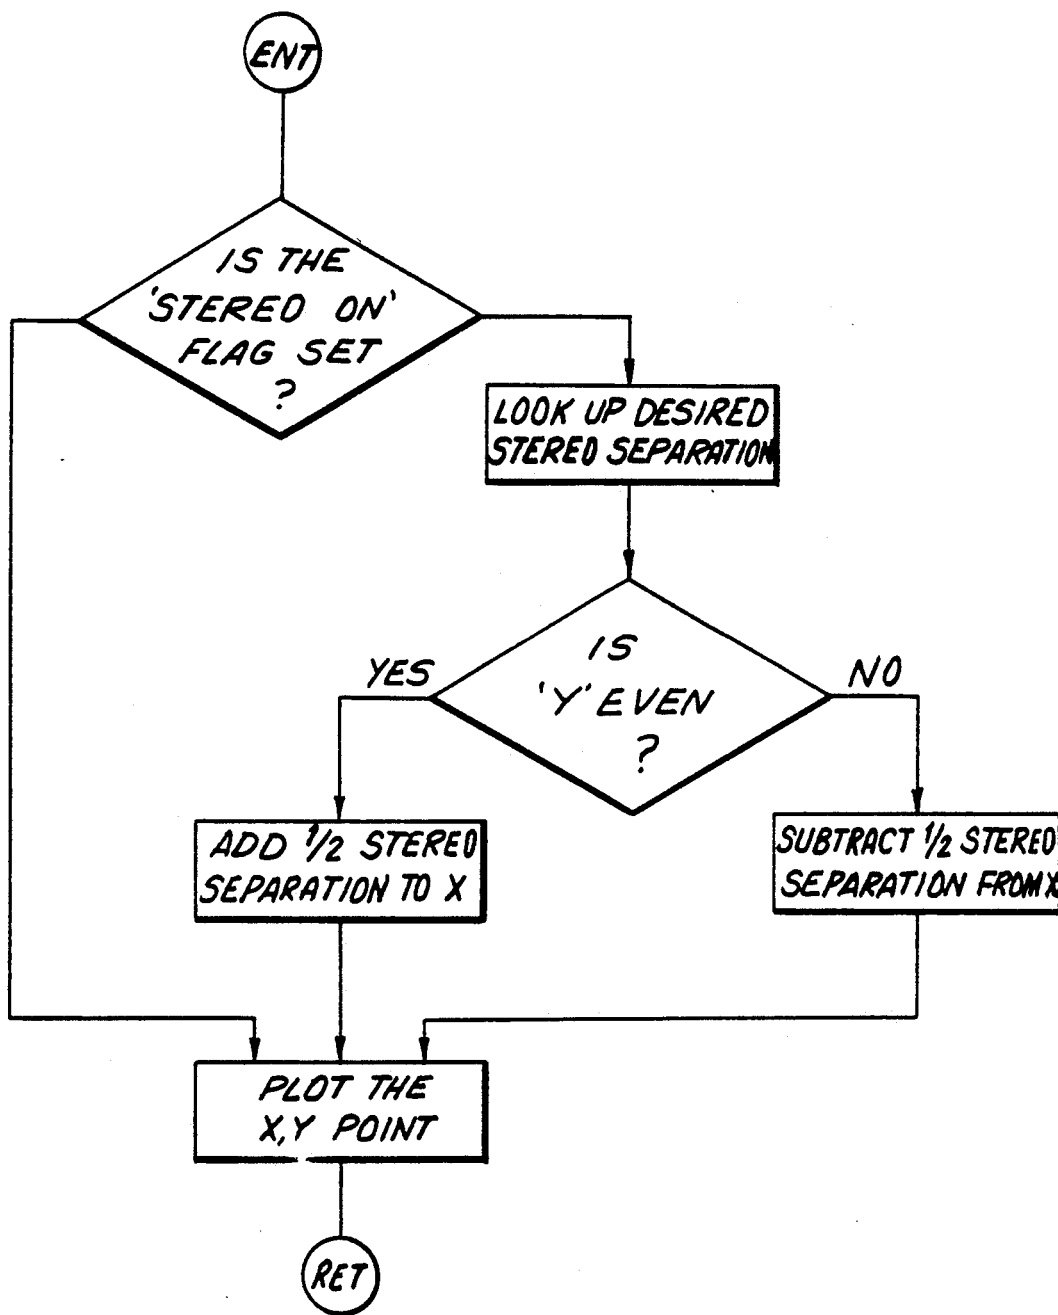 ENT
IS THE
'STEREO ON'
FLAG SET
?
LOOK UP DESIRED
STEREO SEPARATION
IS
'Y' EVEN
?
YES
NO
ADD 1/2 STEREO
SEPARATION TO X
SUBTRACT 1/2 STEREO
SEPARATION FROM X
PLOT THE
X,Y POINT
RET